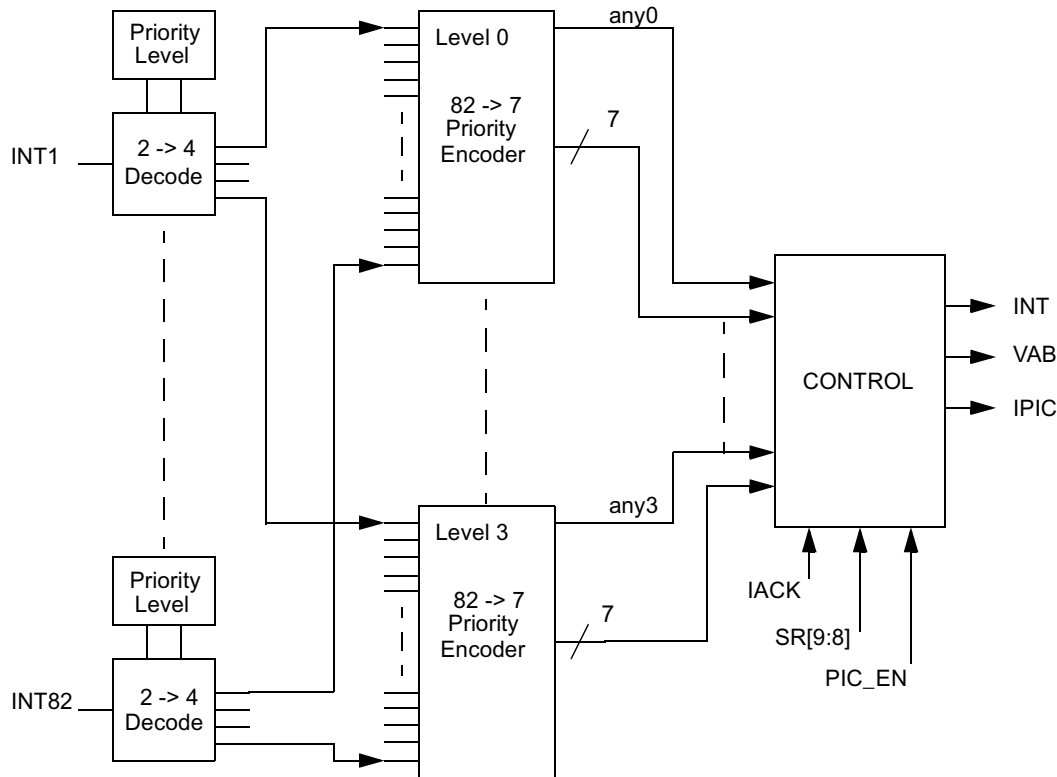 Priority
Level
any0
Level 0
82 -> 7
Priority
Encoder
7
INT1
2 -> 4
Decode
INT
VAB
IPIC
CONTROL
any3
Level 3
Priority
Level
82 -> 7
Priority
Encoder
7
IACK
SR[9:8]
PIC_EN
INT82
2 -> 4
Decode